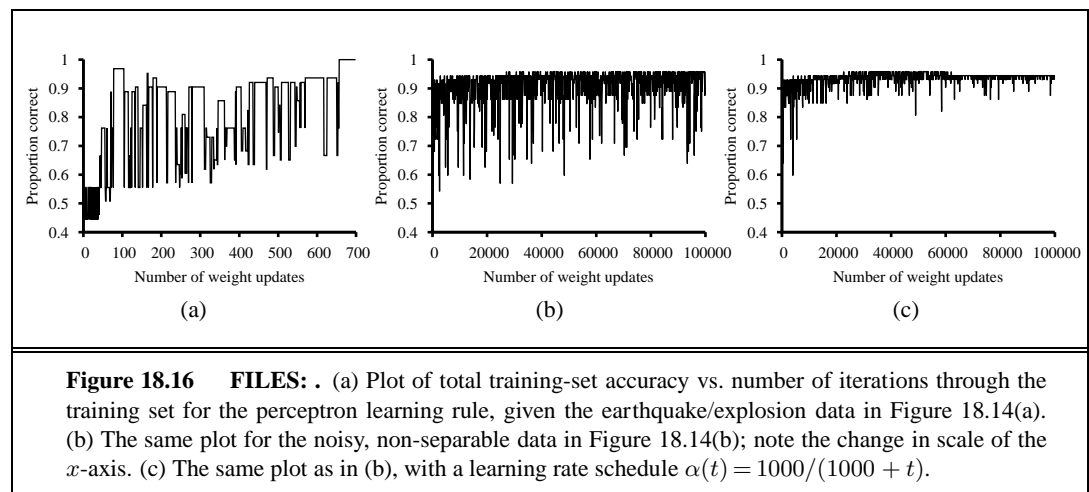 1
0.9
0.8
0.7
0.6
0.5
0.4
Proportion correct
0 100 200 300 400 500 600 700
Number of weight updates
(a)
1
0.9
0.8
0.7
0.6
0.5
0.4
Proportion correct
0 20000 40000 60000 80000 100000
Number of weight updates
(b)
1
0.9
0.8
0.7
0.6
0.5
0.4
Proportion correct
0 20000 40000 60000 80000 100000
Number of weight updates
(c)
Figure 18.16 FILES: . (a) Plot of total training-set accuracy vs. number of iterations through the
training set for the perceptron learning rule, given the earthquake/explosion data in Figure 18.14(a).
(b) The same plot for the noisy, non-separable data in Figure 18.14(b); note the change in scale of the
x-axis. (c) The same plot as in (b), with a learning rate schedule α(t) = 1000/(1000 + t).